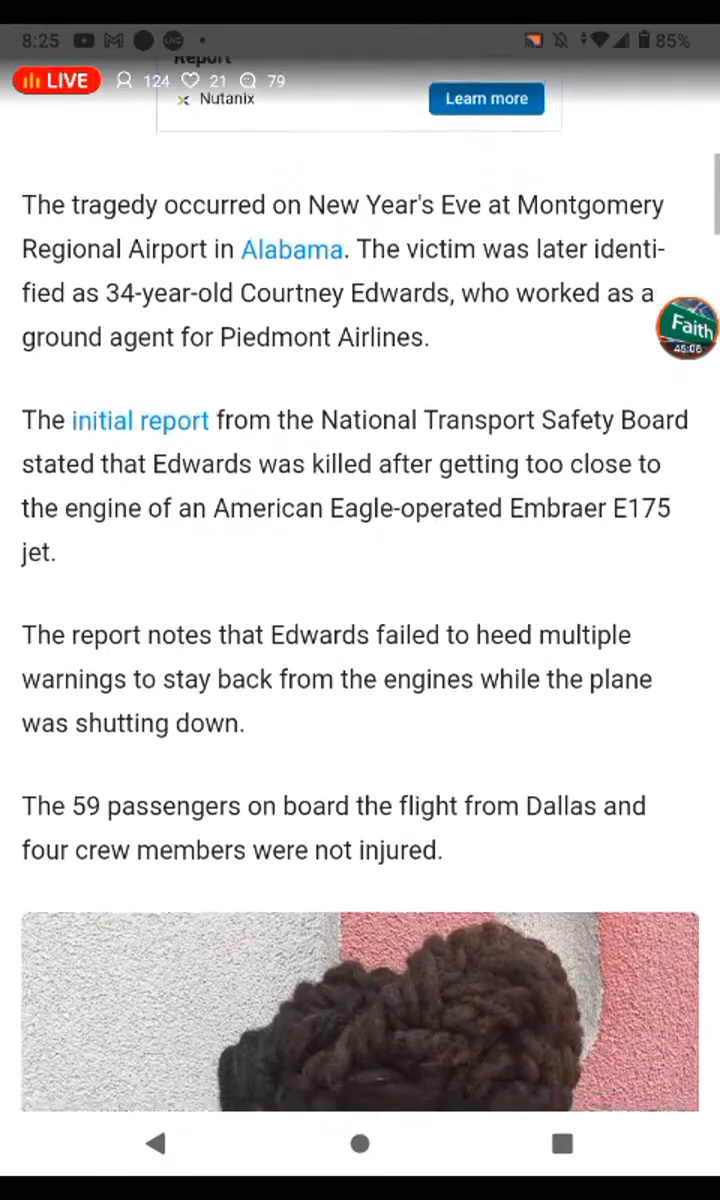 8:25
85%
Report
LIVE 124 21 79
Nutanix
Learn more
The tragedy occurred on New Year's Eve at Montgomery
Regional Airport in Alabama. The victim was later identi-
fied as 34-year-old Courtney Edwards, who worked as a
ground agent for Piedmont Airlines.
Faith
45:06
The initial report from the National Transport Safety Board
stated that Edwards was killed after getting too close to
the engine of an American Eagle-operated Embraer E175
jet.
The report notes that Edwards failed to heed multiple
warnings to stay back from the engines while the plane
was shutting down.
The 59 passengers on board the flight from Dallas and
four crew members were not injured.